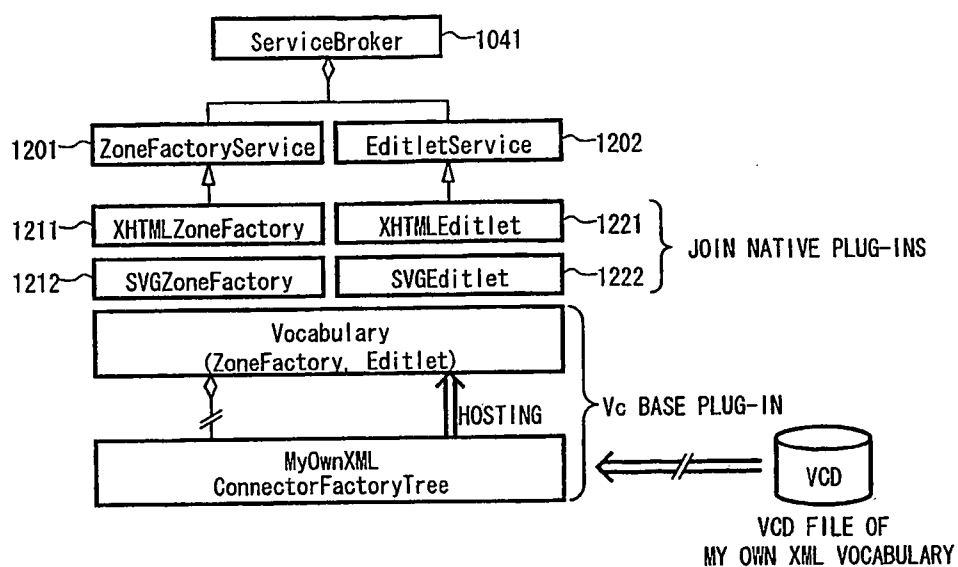 ServiceBroker
1041
1201
ZoneFactoryService
EditletService
1202
1211
XHTMLZoneFactory
XHTMLEditlet
1221
JOIN NATIVE PLUG-INS
1212
SVGZoneFactory
SVGEditlet
1222
Vocabulary
(ZoneFactory, Editlet)
HOSTING
Vc BASE PLUG-IN
MyOwnXML
ConnectorFactoryTree
VCD
VCD FILE OF
MY OWN XML VOCABULARY